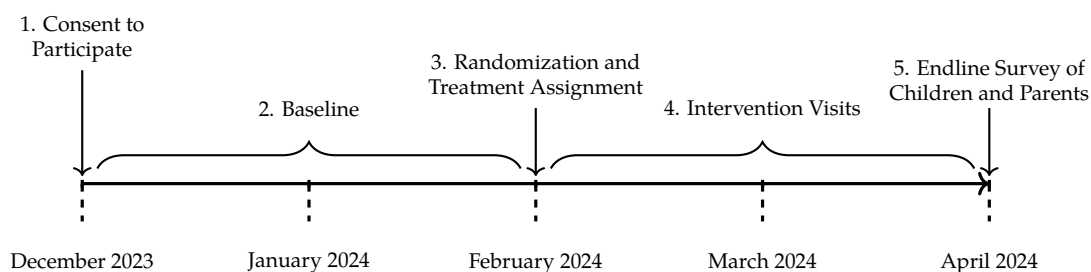 1. Consent to
Participate
2. Baseline
3. Randomization and
Treatment Assignment
4. Intervention Visits
5. Endline Survey of
Children and Parents
December 2023
January 2024
February 2024
March 2024
April 2024